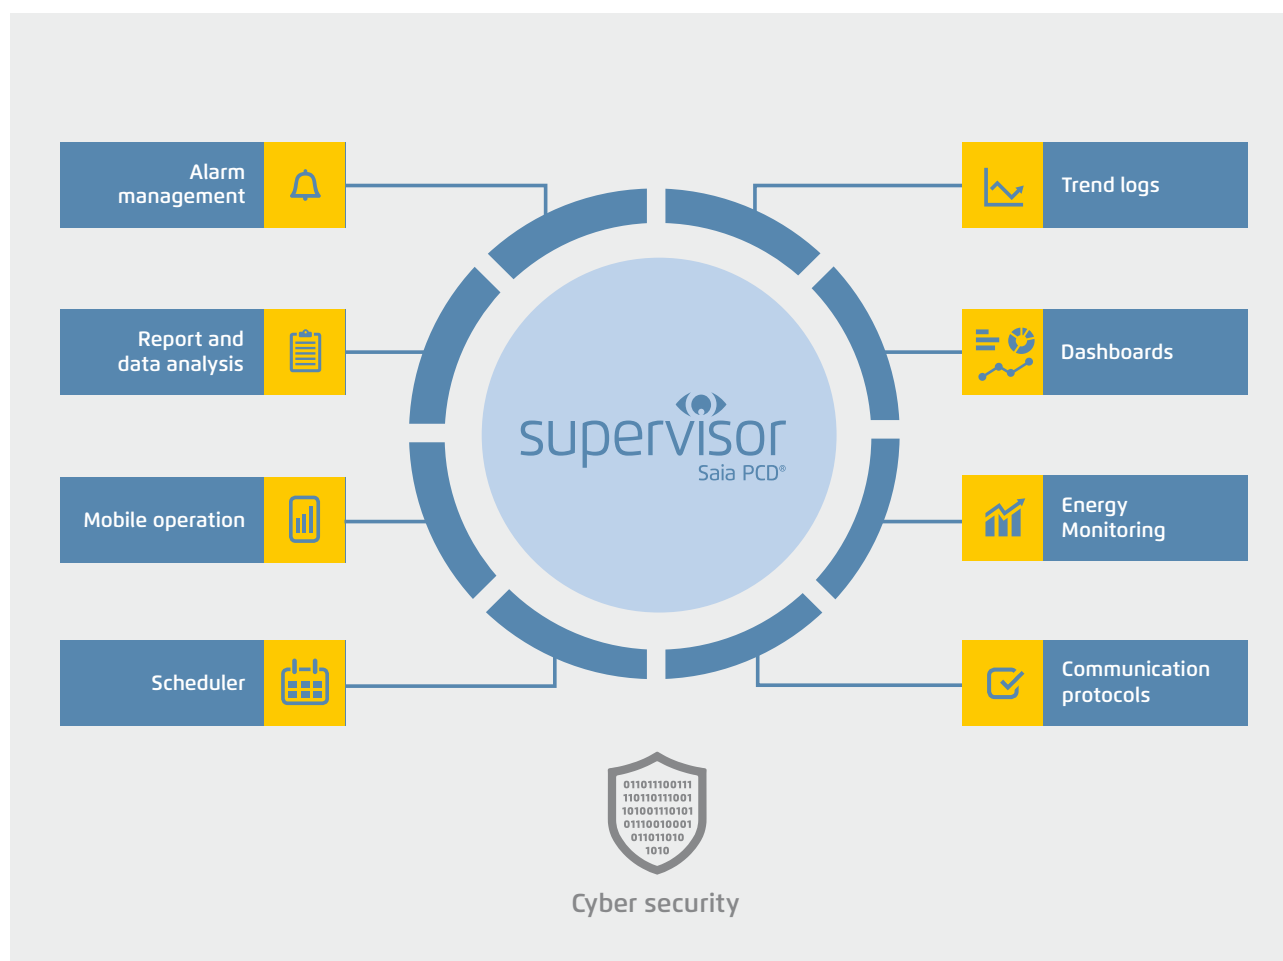 Alarm
management
Trend logs
Report and
data analysis
Dashboards
supervisor
Saia PCD®
Mobile operation
Energy
Monitoring
Scheduler
Communication
protocols
011011100111
110110111001
101001110101
01110010001
011011010
1010
Cyber security